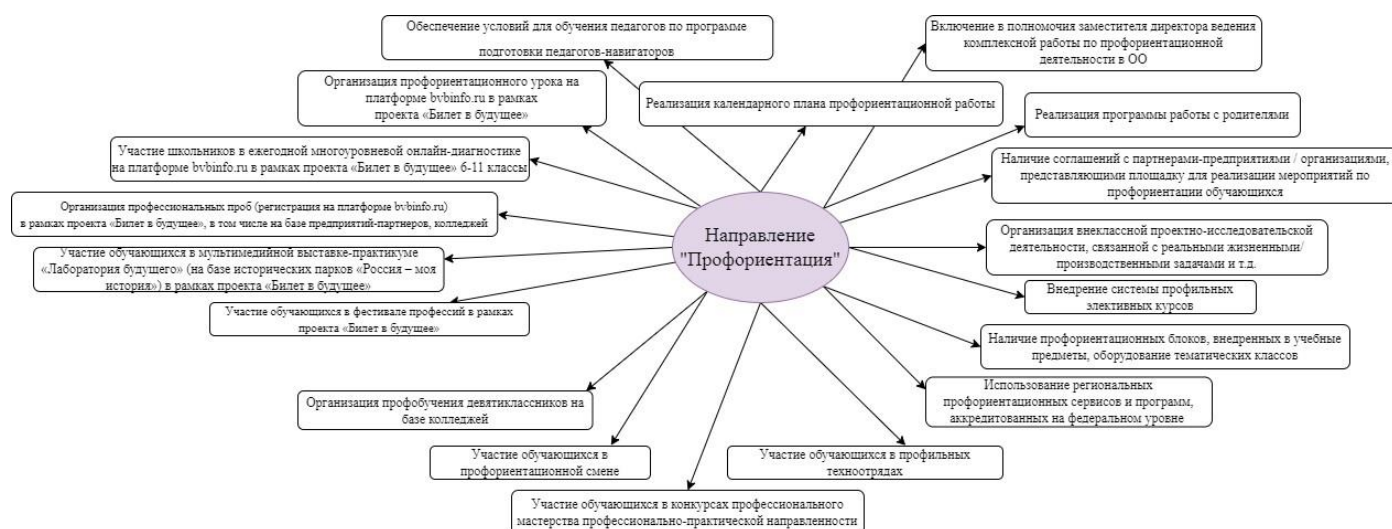 Обеспечение условий для обучения педагогов по программе
подготовки педагогов-навигаторов
Включение в полномочия заместителя директора ведения
комплексной работы по профориентационной
деятельности в ОО
Организация профориентационного урока на
платформе bvbinfo.ru в рамках
проекта «Билет в будущее»
Реализация календарного плана профориентационной работы
Реализация программы работы с родителями
Участие школьников в ежегодной многоуровневой онлайн-диагностике
на платформе bvbinfo.ru в рамках проекта «Билет в будущее» 6-11 классы
Наличие соглашений с партнерами-предприятиями / организациями,
представляющими площадку для реализации мероприятий по
профориентации обучающихся
Организация профессиональных проб (регистрация на платформе bvbinfo.ru)
в рамках проекта «Билет в будущее», в том числе на базе предприятий-партнеров, колледжей
Направление
"Профориентация"
Организация внеклассной проектно-исследовательской
деятельности, связанной с реальными жизненными/
производственными задачами и т.д.
Участие обучающихся в мультимедийной выставке-практикуме
«Лаборатория будущего» (на базе исторических парков «Россия – моя
история») в рамках проекта «Билет в будущее»
Внедрение системы профильных
элективных курсов
Участие обучающихся в фестивале профессий в рамках
проекта «Билет в будущее»
Наличие профориентационных блоков, внедренных в учебные
предметы, оборудование тематических классов
Организация профобучения девятиклассников на
базе колледжей
Использование региональных
профориентационных сервисов и программ,
аккредитованных на федеральном уровне
Участие обучающихся в
профориентационной смене
Участие обучающихся в профильных
техноотрядах
Участие обучающихся в конкурсах профессионального
мастерства профессионально-практической направленности